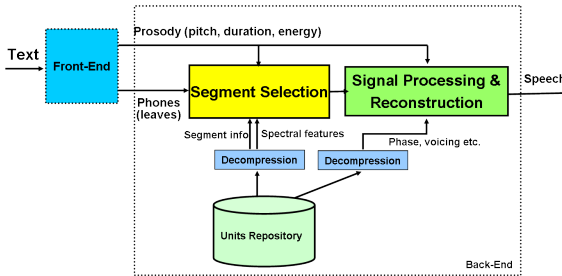 Text
Front-End
Prosody (pitch, duration, energy)
Phones
(leaves)
Segment Selection
Signal Processing &
Reconstruction
Speech
Segment info
Spectral features
Phase, voicing etc.
Decompression
Decompression
Units Repository
Back-End